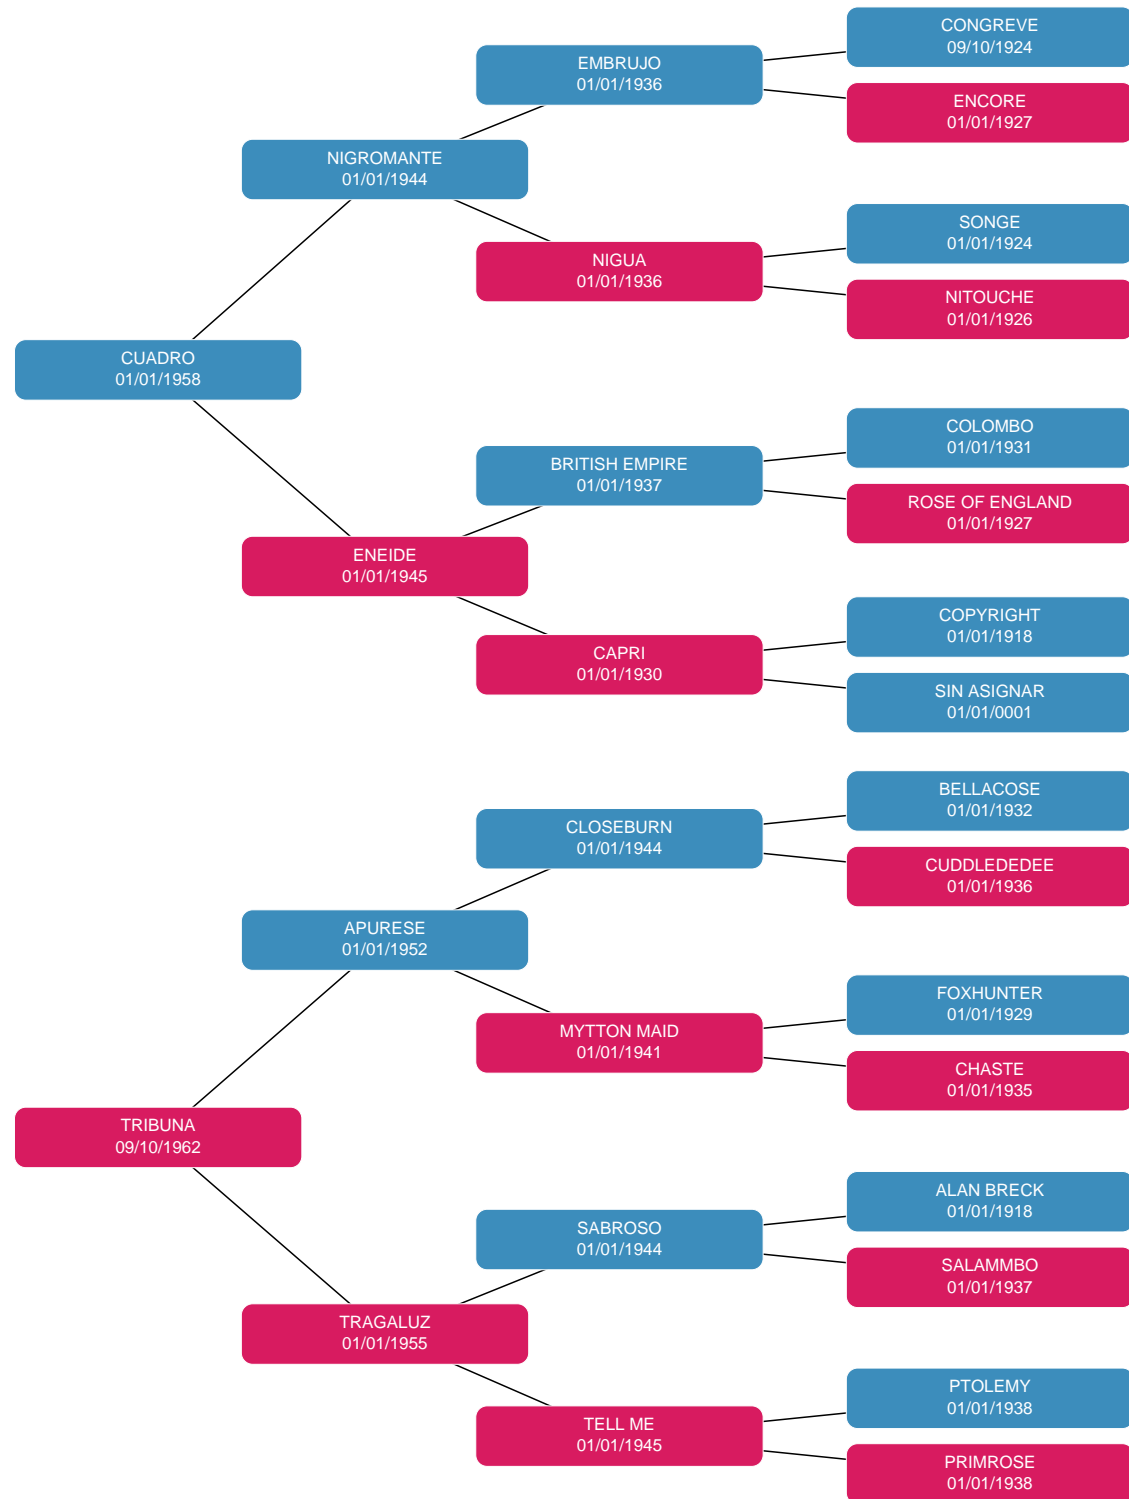 CONGREVE
09/10/1924
EMBRUJO
01/01/1936
ENCORE
01/01/1927
NIGROMANTE
01/01/1944
SONGE
01/01/1924
NIGUA
01/01/1936
NITOUCHE
01/01/1926
CUADRO
01/01/1958
COLOMBO
01/01/1931
BRITISH EMPIRE
01/01/1937
ROSE OF ENGLAND
01/01/1927
ENEIDE
01/01/1945
COPYRIGHT
01/01/1918
CAPRI
01/01/1930
SIN ASIGNAR
01/01/0001
BELLACOSE
01/01/1932
CLOSEBURN
01/01/1944
CUDDLEDEDEE
01/01/1936
APURESE
01/01/1952
FOXHUNTER
01/01/1929
MYTTON MAID
01/01/1941
CHASTE
01/01/1935
TRIBUNA
09/10/1962
ALAN BRECK
01/01/1918
SABROSO
01/01/1944
SALAMMBO
01/01/1937
TRAGALUZ
01/01/1955
PTOLEMY
01/01/1938
TELL ME
01/01/1945
PRIMROSE
01/01/1938